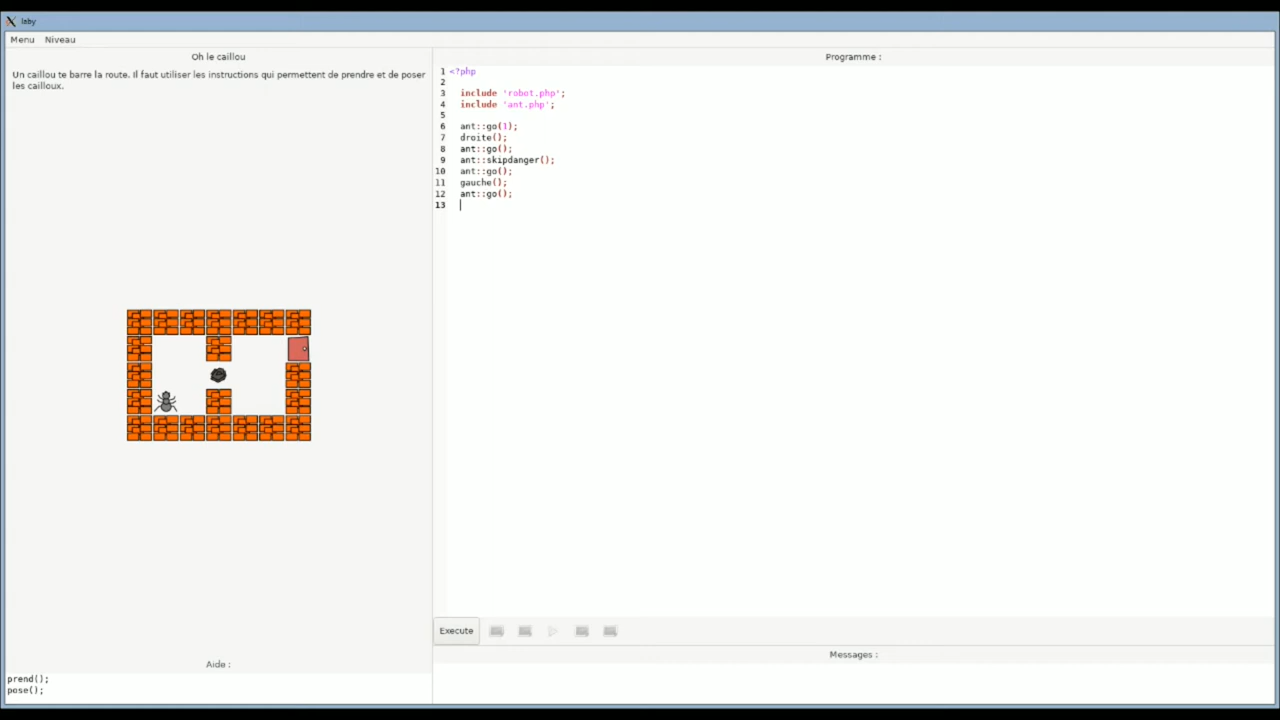 laby
Menu Niveau
Oh le caillou
Un caillou te barre la route. Il faut utiliser les instructions qui permettent de prendre et de poser
les cailloux.
Programme :
1 <?php
2
3 include 'robot.php';
4 include 'ant.php';
5
6 ant::go(1);
7 droite();
8 ant::go();
9 ant::skipdanger();
10 ant::go();
11 gauche();
12 ant::go();
13
Execute
Messages :
Aide :
prend();
pose();